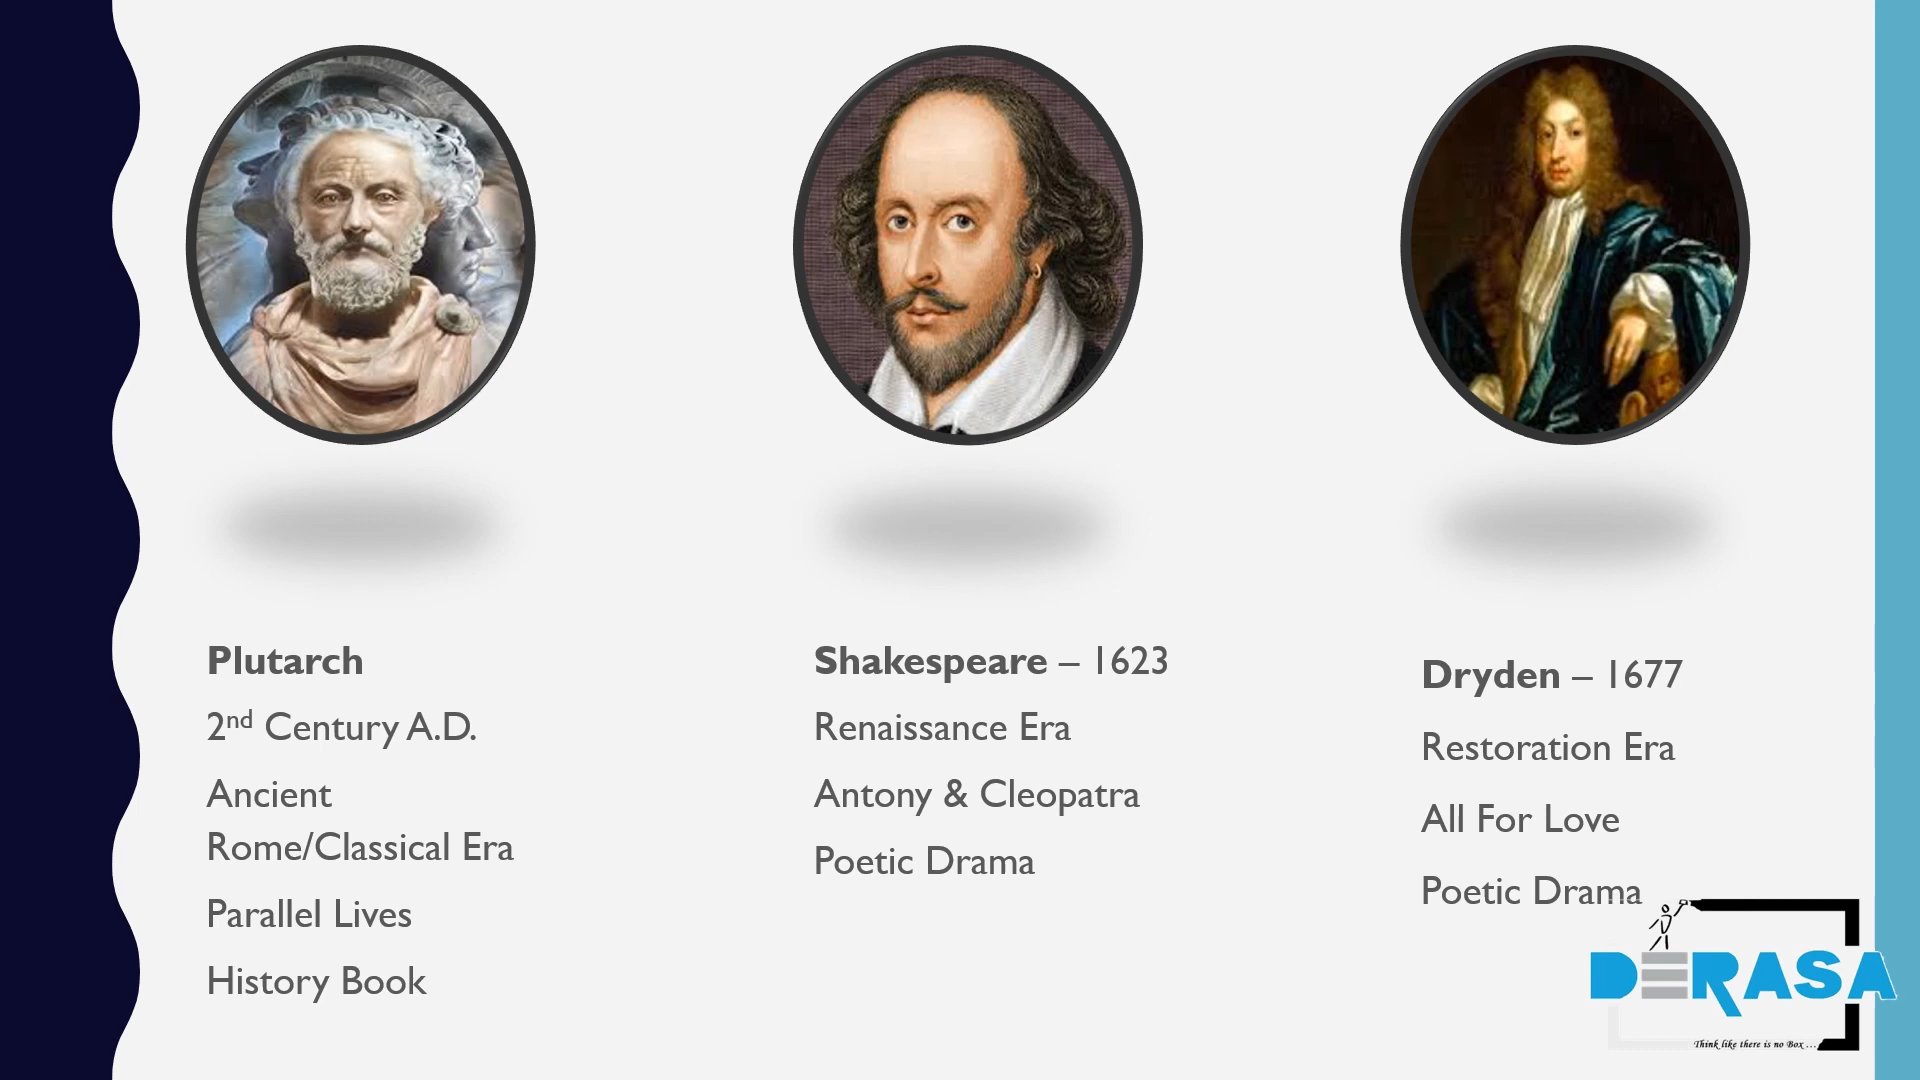 Plutarch
2nd Century A.D.
Ancient
Rome/Classical Era
Parallel Lives
History Book
Shakespeare – 1623
Renaissance Era
Antony & Cleopatra
Poetic Drama
Dryden – 1677
Restoration Era
All For Love
Poetic Drama
DERASA
Think like there is no Box ...